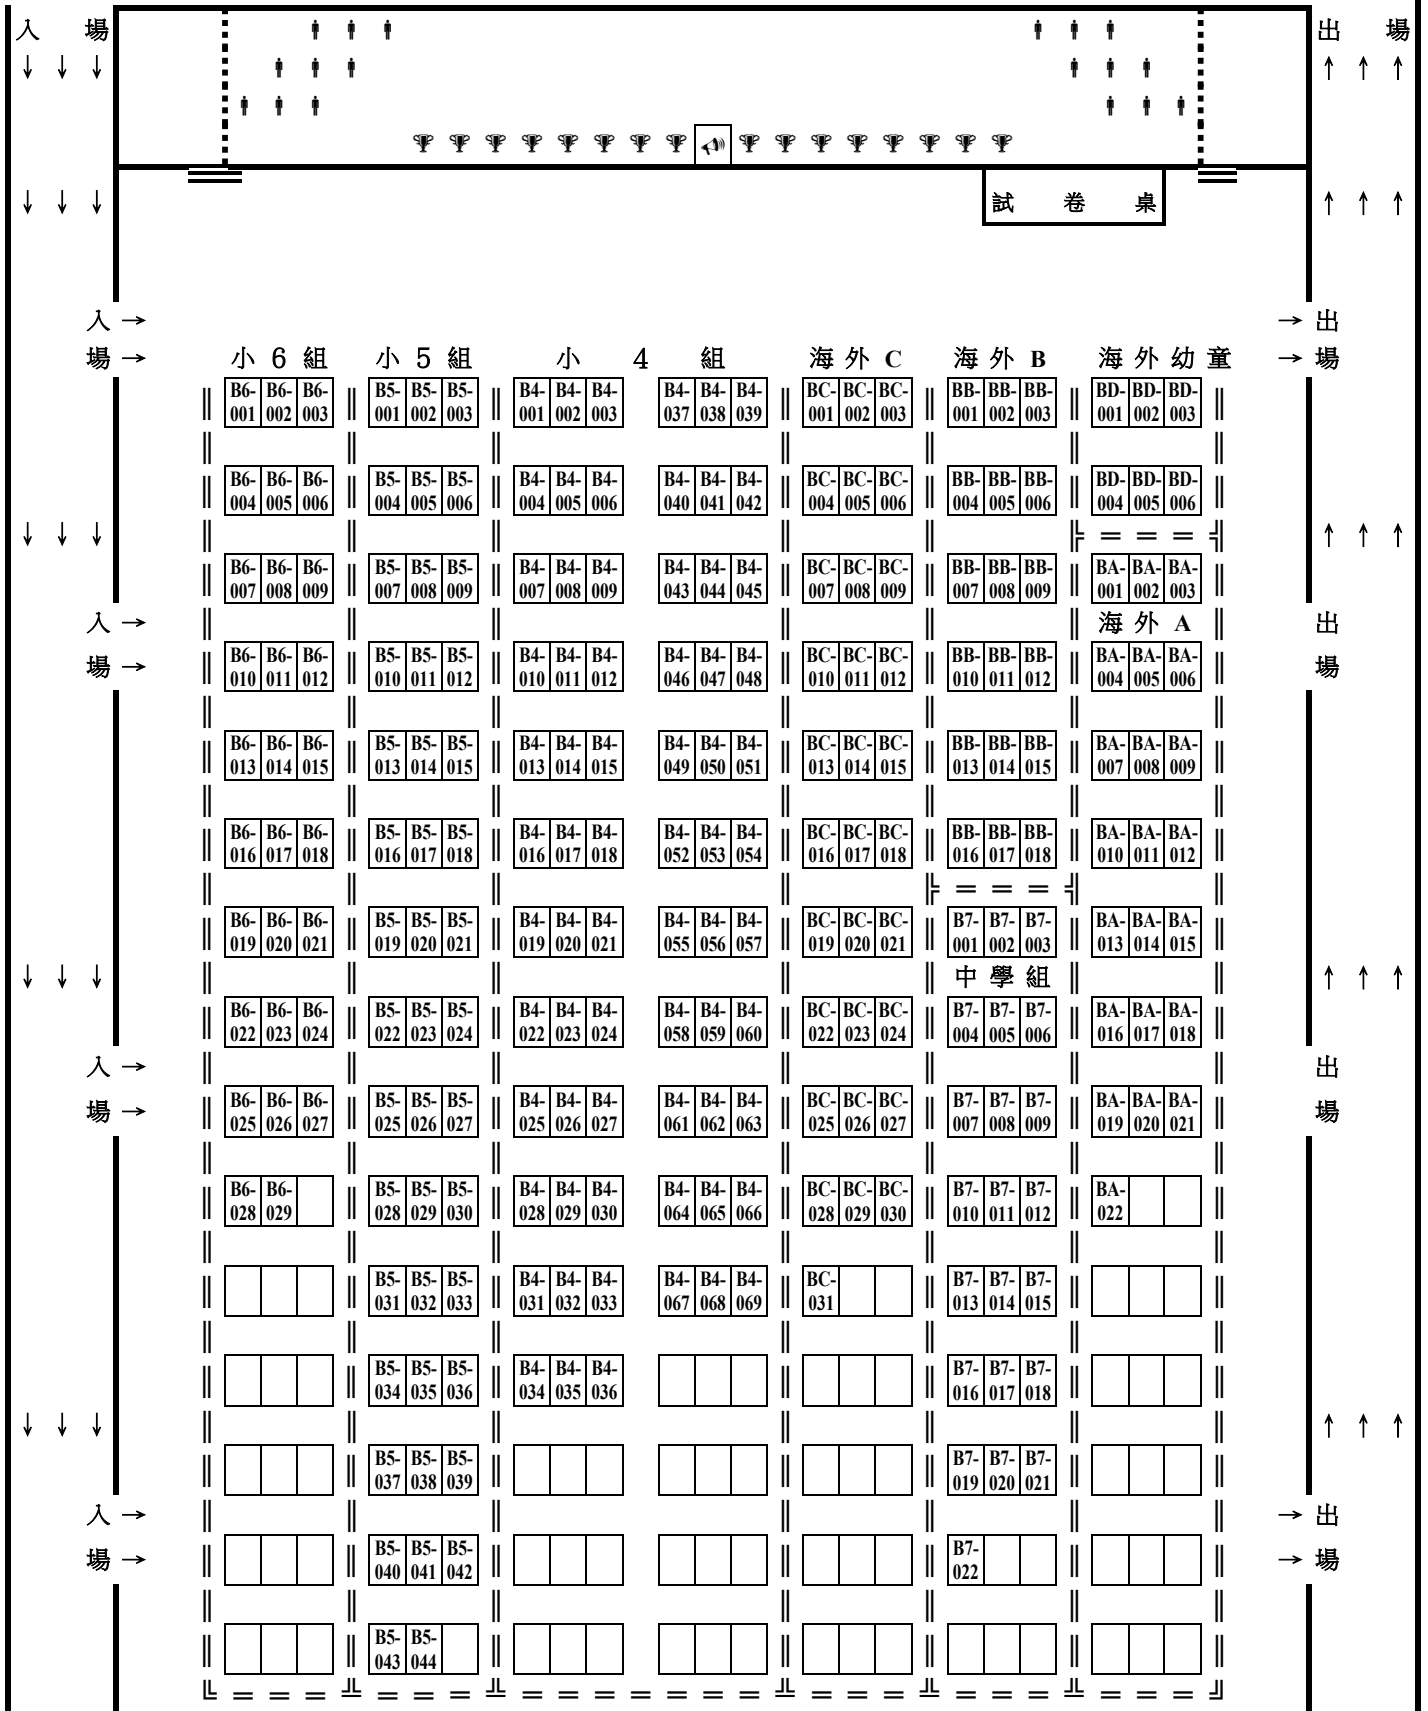 入 場 出 場
↓ ↓ ↓ ↑ ↑ ↑
↓ ↓ ↓ 試 卷 桌 ↑ ↑ ↑
入 → → 出
場 → 小 6 組 小 5 組 小 4 組 海 外 C 海 外 B 海 外 幼 童 → 場
B6-001 B6-002 B6-003 B5-001 B5-002 B5-003 B4-001 B4-002 B4-003 B4-037 B4-038 B4-039 BC-001 BC-002 BC-003 BB-001 BB-002 BB-003 BD-001 BD-002 BD-003
B6-004 B6-005 B6-006 B5-004 B5-005 B5-006 B4-004 B4-005 B4-006 B4-040 B4-041 B4-042 BC-004 BC-005 BC-006 BB-004 BB-005 BB-006 BD-004 BD-005 BD-006
↓ ↓ ↓ ↑ ↑ ↑
B6-007 B6-008 B6-009 B5-007 B5-008 B5-009 B4-007 B4-008 B4-009 B4-043 B4-044 B4-045 BC-007 BC-008 BC-009 BB-007 BB-008 BB-009 BA-001 BA-002 BA-003
入 → 海 外 A 出
場 → B6-010 B6-011 B6-012 B5-010 B5-011 B5-012 B4-010 B4-011 B4-012 B4-046 B4-047 B4-048 BC-010 BC-011 BC-012 BB-010 BB-011 BB-012 BA-004 BA-005 BA-006 場
B6-013 B6-014 B6-015 B5-013 B5-014 B5-015 B4-013 B4-014 B4-015 B4-049 B4-050 B4-051 BC-013 BC-014 BC-015 BB-013 BB-014 BB-015 BA-007 BA-008 BA-009
B6-016 B6-017 B6-018 B5-016 B5-017 B5-018 B4-016 B4-017 B4-018 B4-052 B4-053 B4-054 BC-016 BC-017 BC-018 BB-016 BB-017 BB-018 BA-010 BA-011 BA-012
B6-019 B6-020 B6-021 B5-019 B5-020 B5-021 B4-019 B4-020 B4-021 B4-055 B4-056 B4-057 BC-019 BC-020 BC-021 B7-001 B7-002 B7-003 BA-013 BA-014 BA-015
↓ ↓ ↓ 中 學 組 ↑ ↑ ↑
B6-022 B6-023 B6-024 B5-022 B5-023 B5-024 B4-022 B4-023 B4-024 B4-058 B4-059 B4-060 BC-022 BC-023 BC-024 B7-004 B7-005 B7-006 BA-016 BA-017 BA-018
入 → 出
場 → B6-025 B6-026 B6-027 B5-025 B5-026 B5-027 B4-025 B4-026 B4-027 B4-061 B4-062 B4-063 BC-025 BC-026 BC-027 B7-007 B7-008 B7-009 BA-019 BA-020 BA-021 場
B6-028 B6-029 B5-028 B5-029 B5-030 B4-028 B4-029 B4-030 B4-064 B4-065 B4-066 BC-028 BC-029 BC-030 B7-010 B7-011 B7-012 BA-022
B5-031 B5-032 B5-033 B4-031 B4-032 B4-033 B4-067 B4-068 B4-069 BC-031 B7-013 B7-014 B7-015
B5-034 B5-035 B5-036 B4-034 B4-035 B4-036 B7-016 B7-017 B7-018
↓ ↓ ↓ ↑ ↑ ↑
B5-037 B5-038 B5-039 B7-019 B7-020 B7-021
入 → → 出
場 → B5-040 B5-041 B5-042 B7-022 → 場
B5-043 B5-044